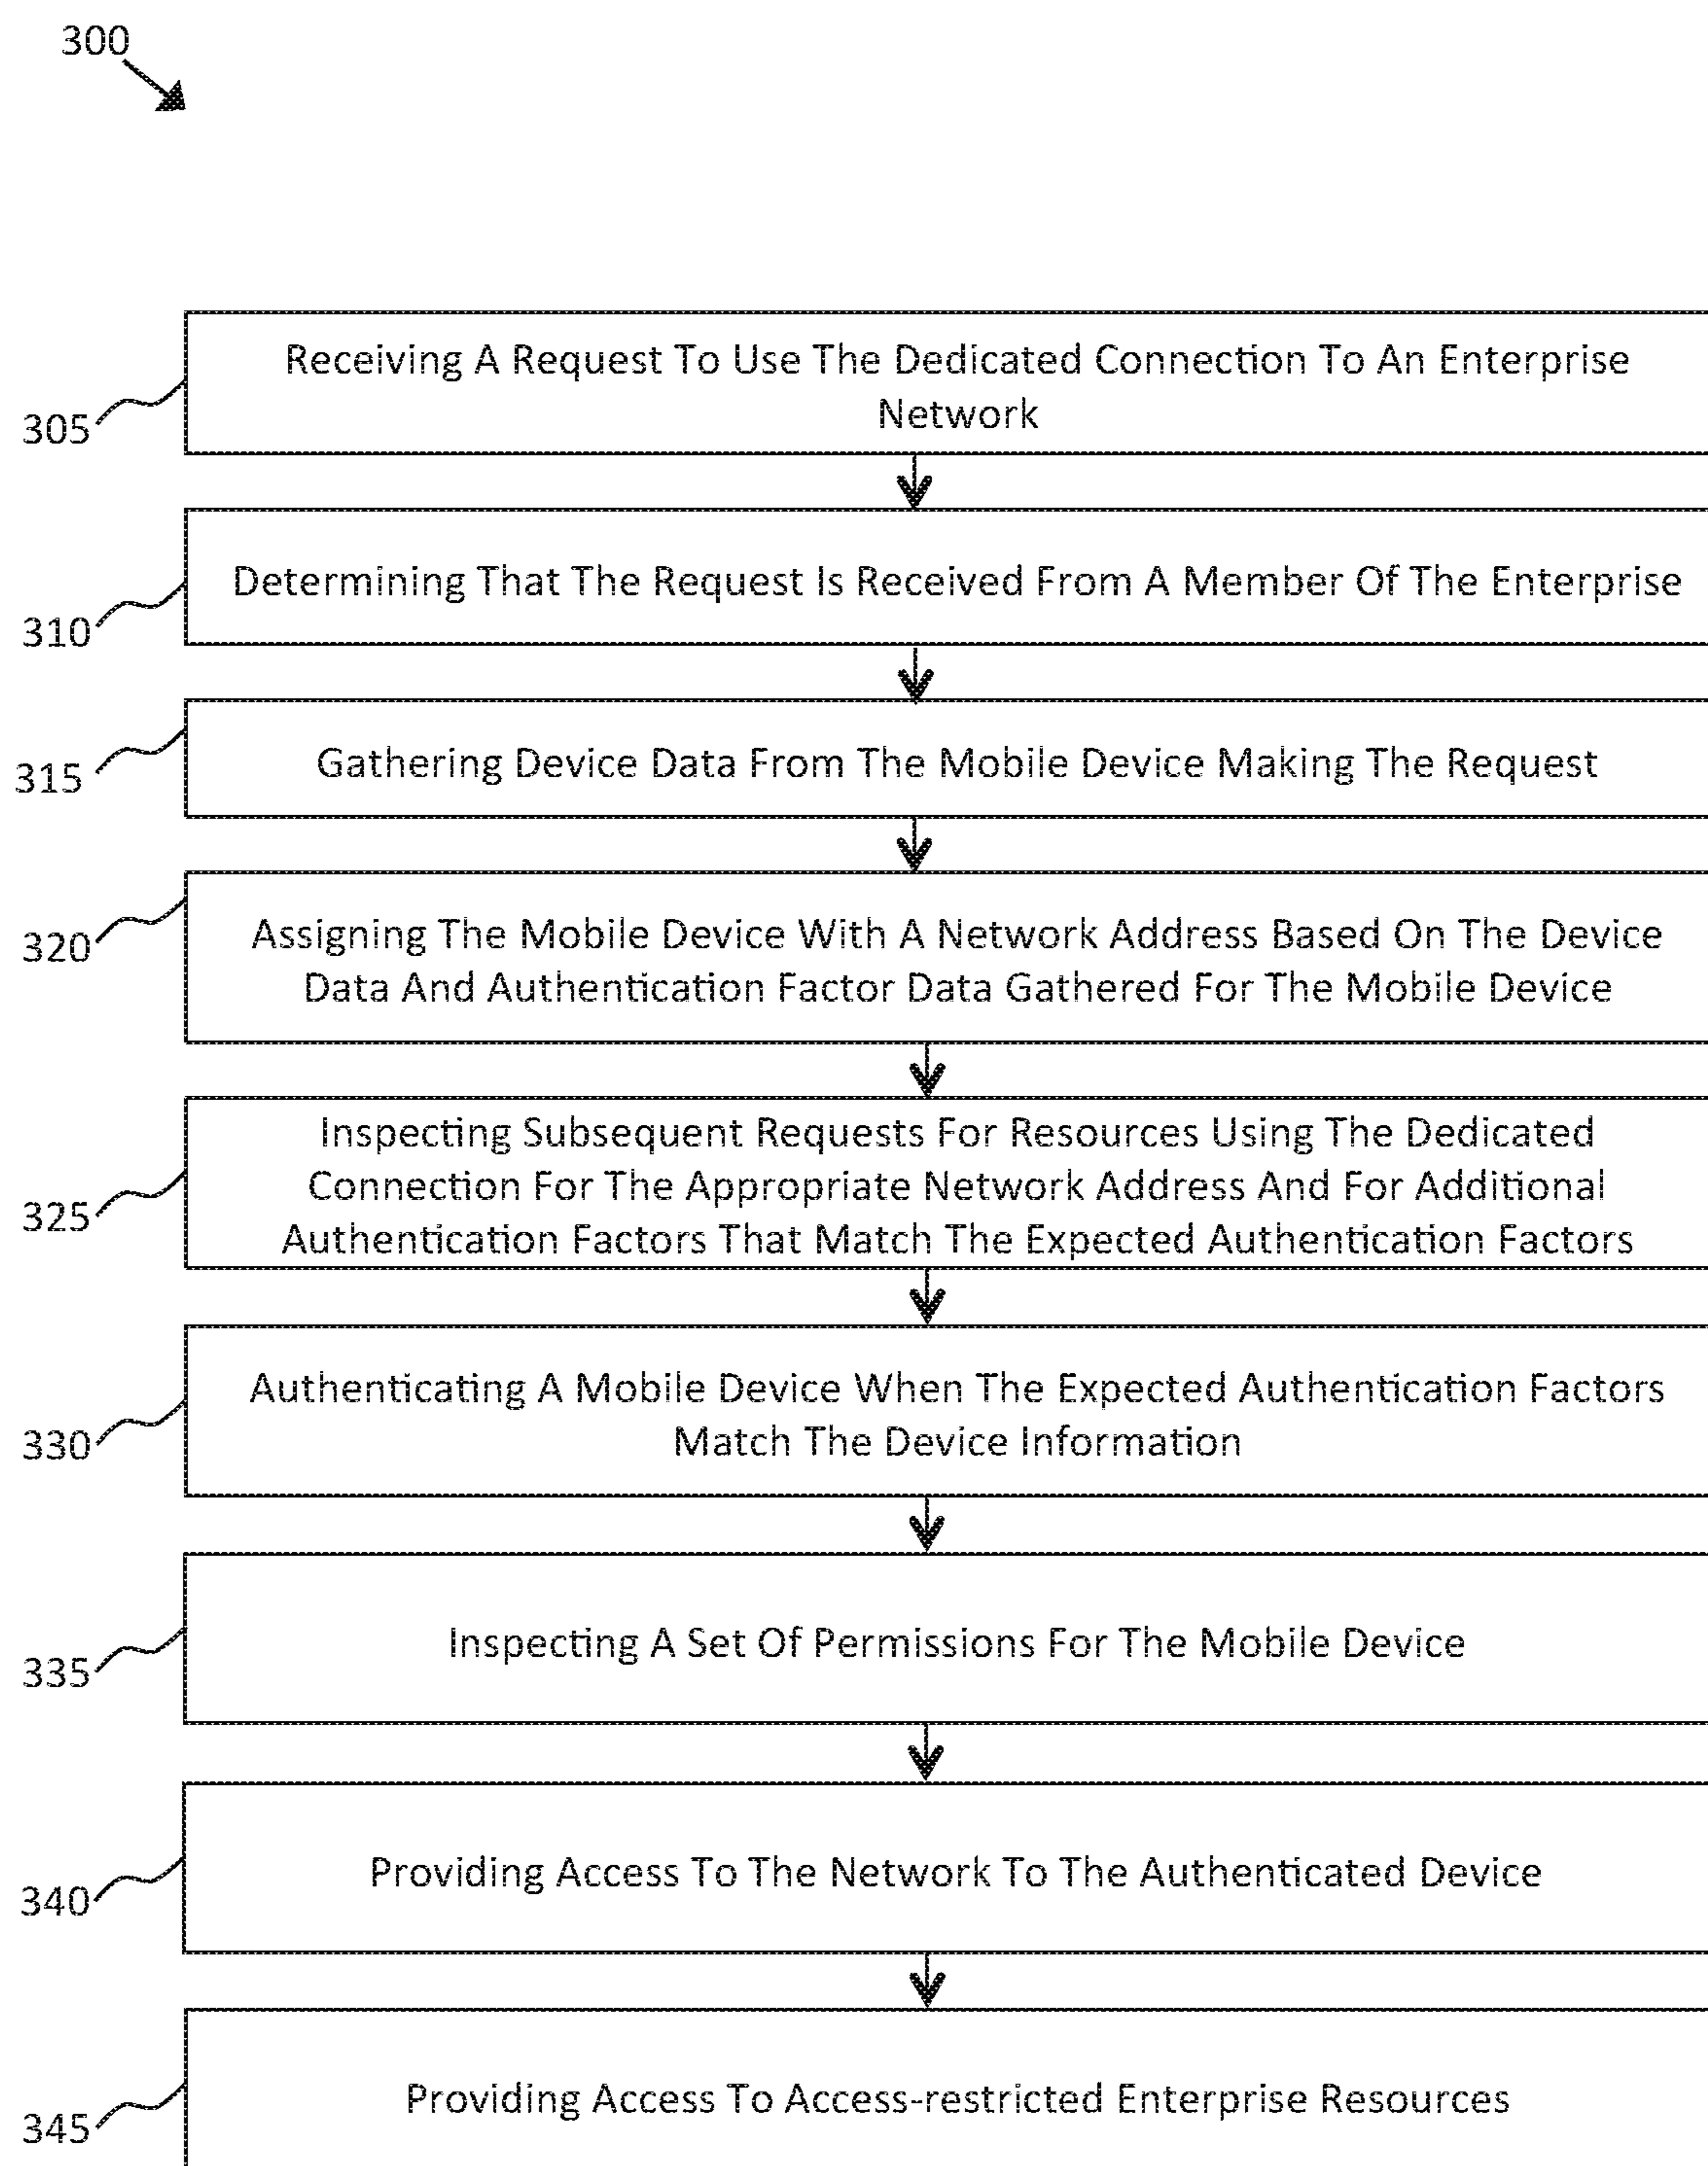 300
Receiving A Request To Use The Dedicated Connection To An Enterprise
Network
305
Determining That The Request Is Received From A Member Of The Enterprise
310
Gathering Device Data From The Mobile Device Making The Request
315
Assigning The Mobile Device With A Network Address Based On The Device
Data And Authentication Factor Data Gathered For The Mobile Device
320
Inspecting Subsequent Requests For Resources Using The Dedicated
Connection For The Appropriate Network Address And For Additional
Authentication Factors That Match The Expected Authentication Factors
325
Authenticating A Mobile Device When The Expected Authentication Factors
Match The Device Information
330
Inspecting A Set Of Permissions For The Mobile Device
335
Providing Access To The Network To The Authenticated Device
340
Providing Access To Access-restricted Enterprise Resources
345